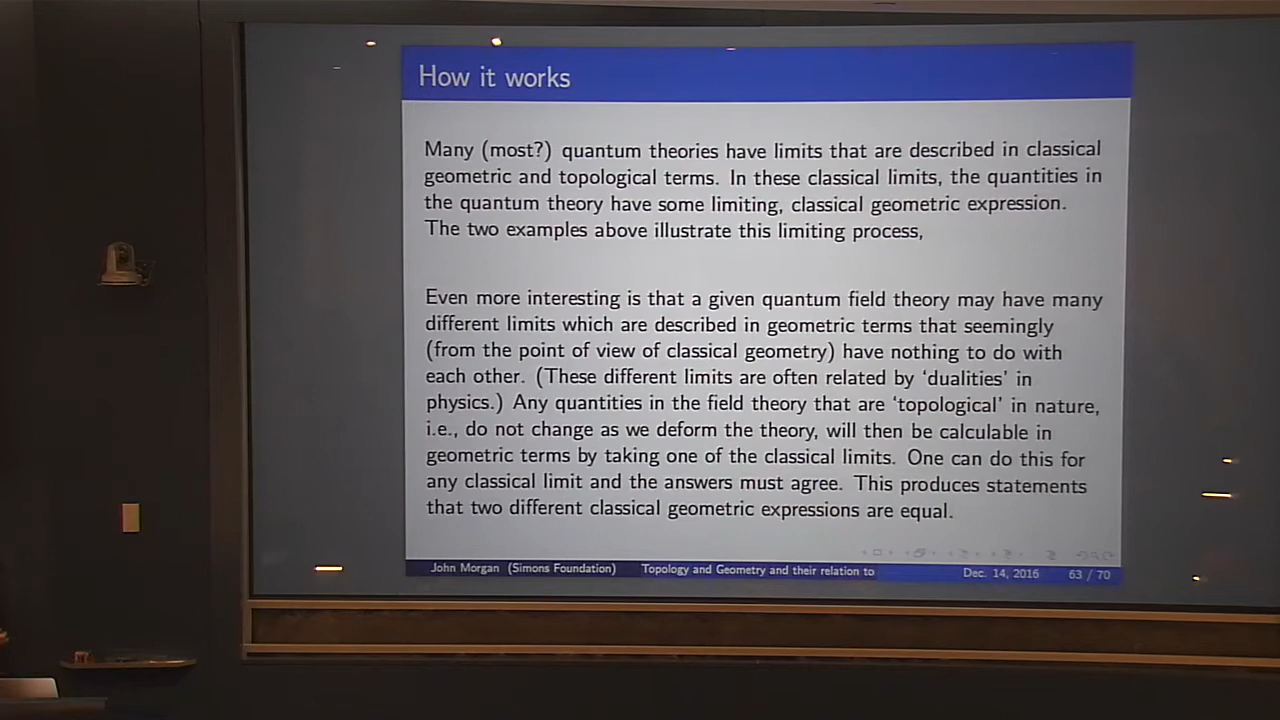 How it works
Many (most?) quantum theories have limits that are described in classical
geometric and topological terms. In these classical limits, the quantities in
the quantum theory have some limiting, classical geometric expression.
The two examples above illustrate this limiting process,
Even more interesting is that a given quantum field theory may have many
different limits which are described in geometric terms that seemingly
(from the point of view of classical geometry) have nothing to do with
each other. (These different limits are often related by ‘dualities’ in
physics.) Any quantities in the field theory that are ‘topological’ in nature,
i.e., do not change as we deform the theory, will then be calculable in
geometric terms by taking one of the classical limits. One can do this for
any classical limit and the answers must agree. This produces statements
that two different classical geometric expressions are equal.
John Morgan (Simons Foundation) Topology and Geometry and their relation to Dec. 14, 2016 63 / 70